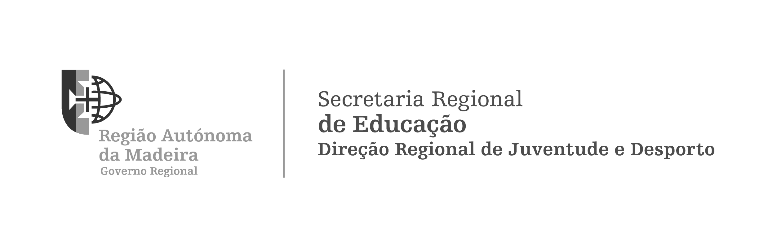 Região Autónoma
da Madeira
Governo Regional
Secretaria Regional
de Educação
Direção Regional de Juventude e Desporto